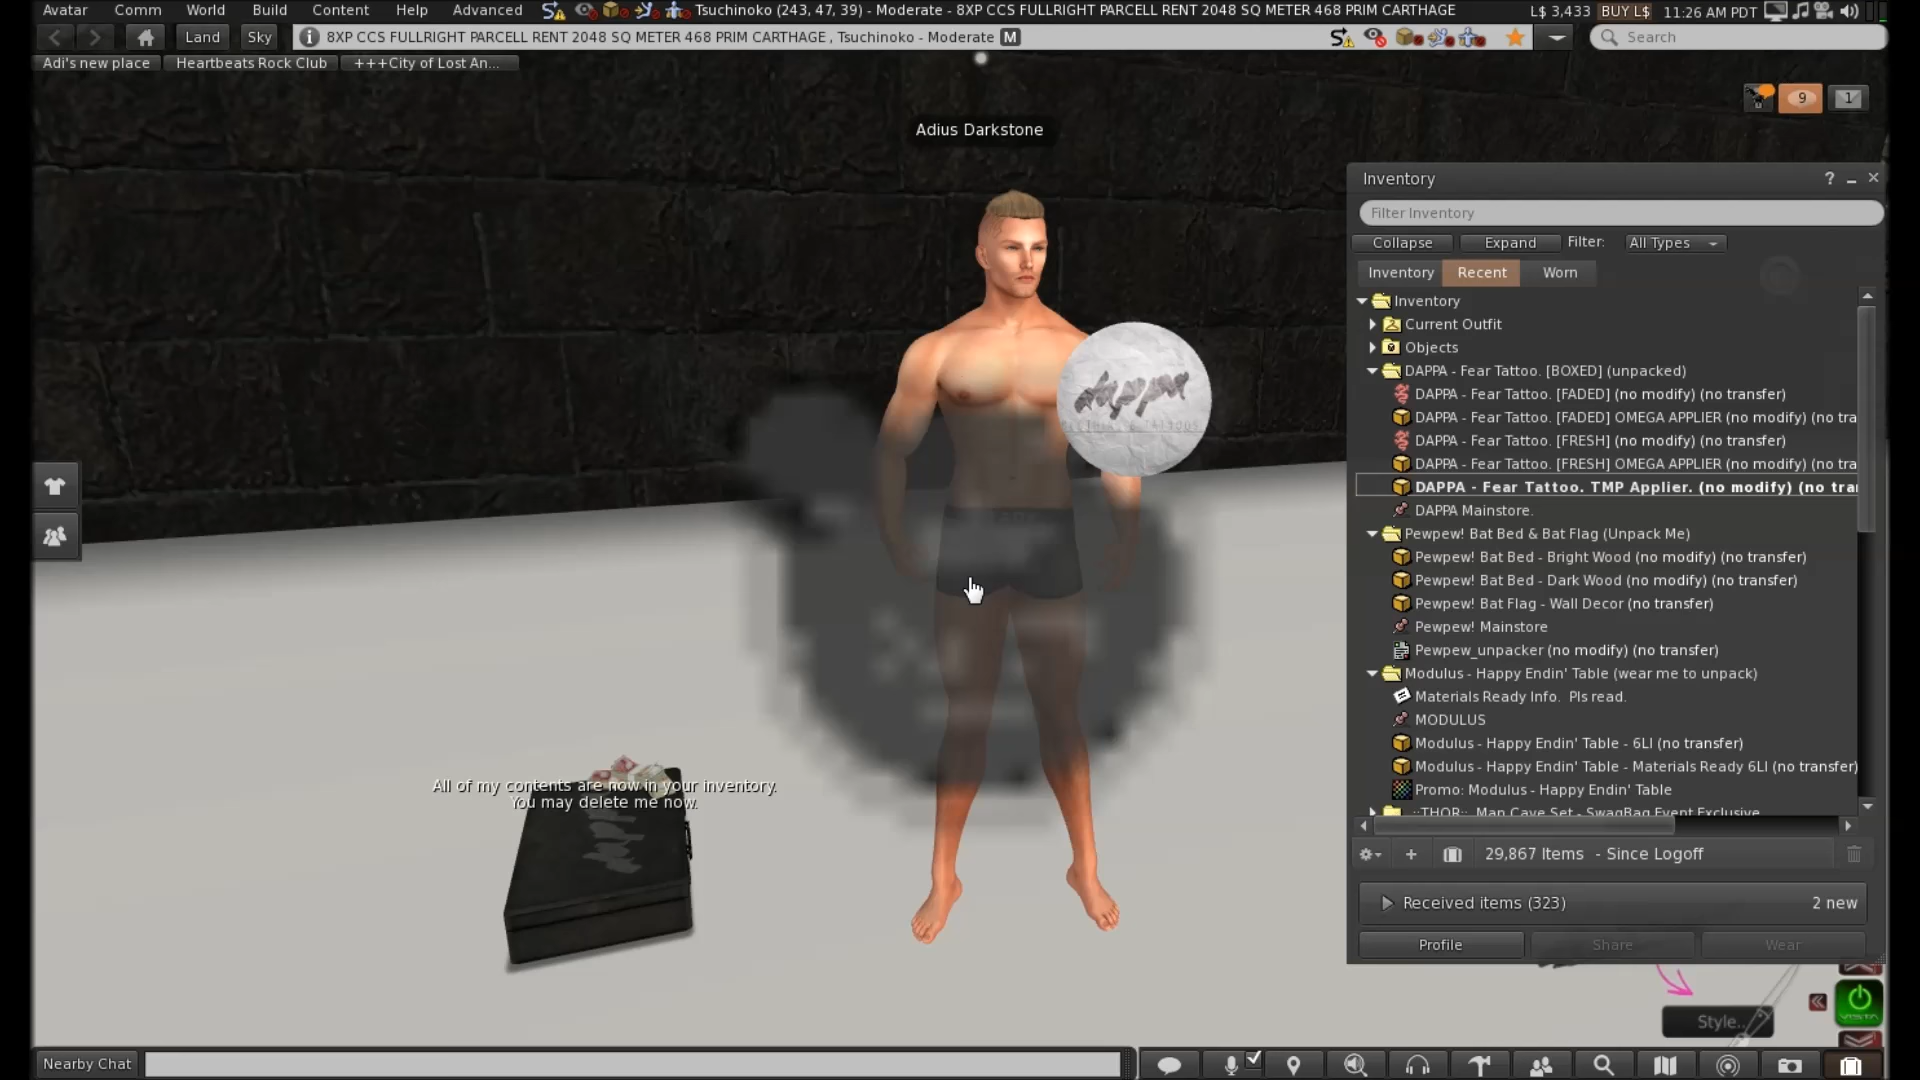 Avatar Comm World Build Content Help Advanced Tsuchinoko (243, 47, 39) - Moderate - 8XP CCS FULLRIGHT PARCELL RENT 2048 SQ METER 468 PRIM CARTHAGE L$ 3,433 BUY L$ 11:26 AM PDT
Land Sky 8XP CCS FULLRIGHT PARCELL RENT 2048 SQ METER 468 PRIM CARTHAGE , Tsuchinoko - Moderate M Search
Adi's new place Heartbeats Rock Club +++City of Lost An...
9 1
Adius Darkstone
Inventory ?
Filter Inventory
Collapse Expand Filter: All Types
Inventory Recent Worn
Inventory
Current Outfit
Objects
DAPPA - Fear Tattoo. [BOXED] (unpacked)
DAPPA - Fear Tattoo. [FADED] (no modify) (no transfer)
DAPPA - Fear Tattoo. [FADED] OMEGA APPLIER (no modify) (no tra
DAPPA - Fear Tattoo. [FRESH] (no modify) (no transfer)
DAPPA - Fear Tattoo. [FRESH] OMEGA APPLIER (no modify) (no tra
DAPPA - Fear Tattoo. TMP Applier. (no modify) (no tra
DAPPA Mainstore.
Pewpew! Bat Bed & Bat Flag (Unpack Me)
Pewpew! Bat Bed - Bright Wood (no modify) (no transfer)
Pewpew! Bat Bed - Dark Wood (no modify) (no transfer)
Pewpew! Bat Flag - Wall Decor (no transfer)
Pewpew! Mainstore
Pewpew_unpacker (no modify) (no transfer)
Modulus - Happy Endin' Table (wear me to unpack)
Materials Ready Info. Pls read.
MODULUS
Modulus - Happy Endin' Table - 6LI (no transfer)
Modulus - Happy Endin' Table - Materials Ready 6LI (no transfer)
Promo: Modulus - Happy Endin' Table
::THOR:: Man Cave Set - SwagBag Event Exclusive
29,867 Items - Since Logoff
Received items (323) 2 new
Profile Share Wear
dappa
All of my contents are now in your inventory.
You may delete me now.
Style..
VISTA
Nearby Chat